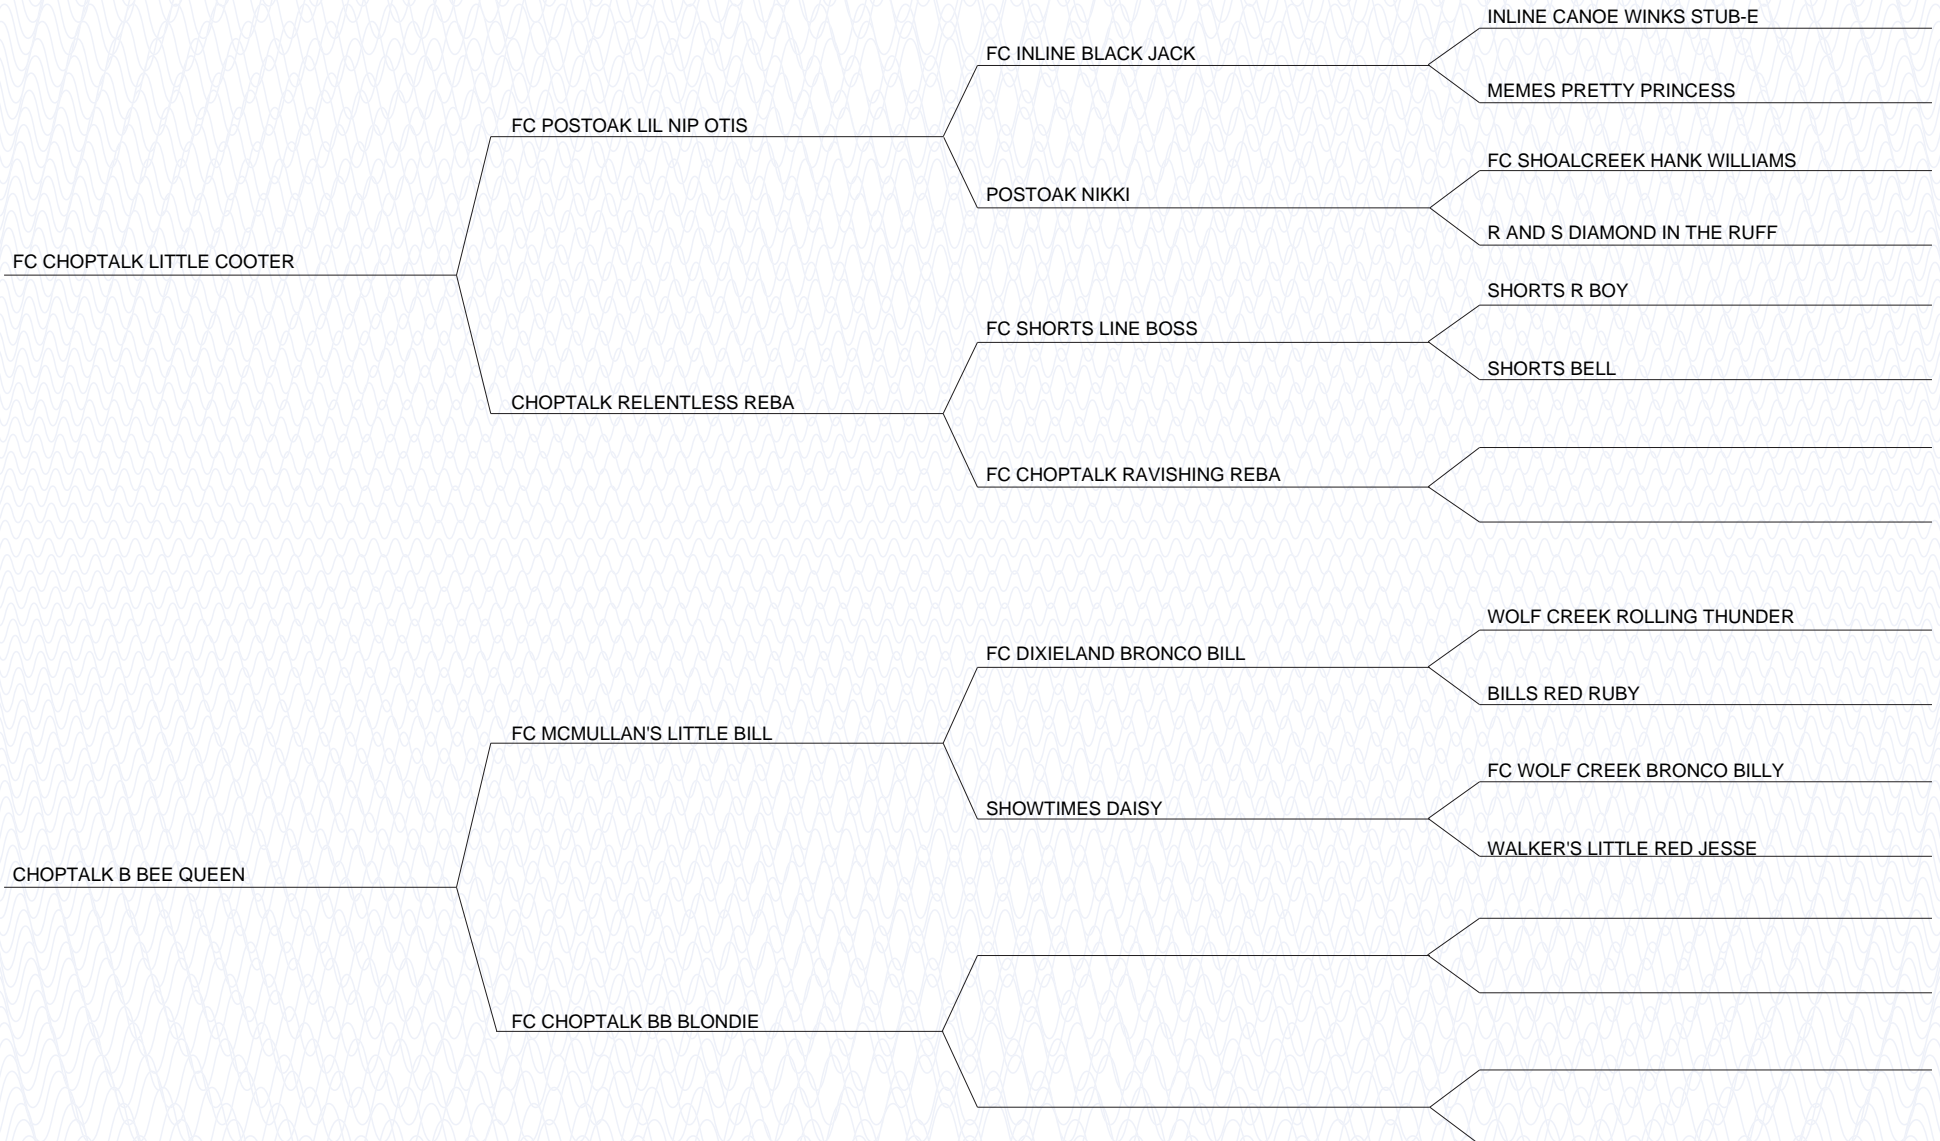 INLINE CANOE WINKS STUB-E
FC INLINE BLACK JACK
MEMES PRETTY PRINCESS
FC POSTOAK LIL NIP OTIS
FC SHOALCREEK HANK WILLIAMS
POSTOAK NIKKI
R AND S DIAMOND IN THE RUFF
FC CHOPTALK LITTLE COOTER
SHORTS R BOY
FC SHORTS LINE BOSS
SHORTS BELL
CHOPTALK RELENTLESS REBA
FC CHOPTALK RAVISHING REBA
WOLF CREEK ROLLING THUNDER
FC DIXIELAND BRONCO BILL
BILLS RED RUBY
FC MCMULLAN'S LITTLE BILL
FC WOLF CREEK BRONCO BILLY
SHOWTIMES DAISY
WALKER'S LITTLE RED JESSE
CHOPTALK B BEE QUEEN
FC CHOPTALK BB BLONDIE